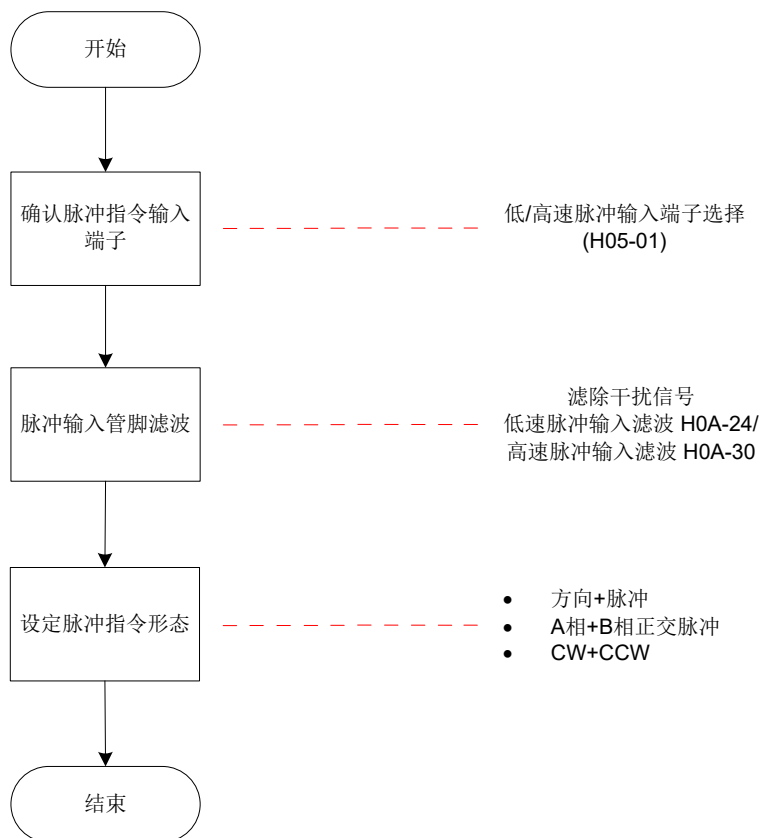 开始
确认脉冲指令输入
端子
低/高速脉冲输入端子选择
(H05-01)
脉冲输入管脚滤波
滤除干扰信号
低速脉冲输入滤波 H0A-24/
高速脉冲输入滤波 H0A-30
设定脉冲指令形态
• 方向+脉冲
• A相+B相正交脉冲
• CW+CCW
结束